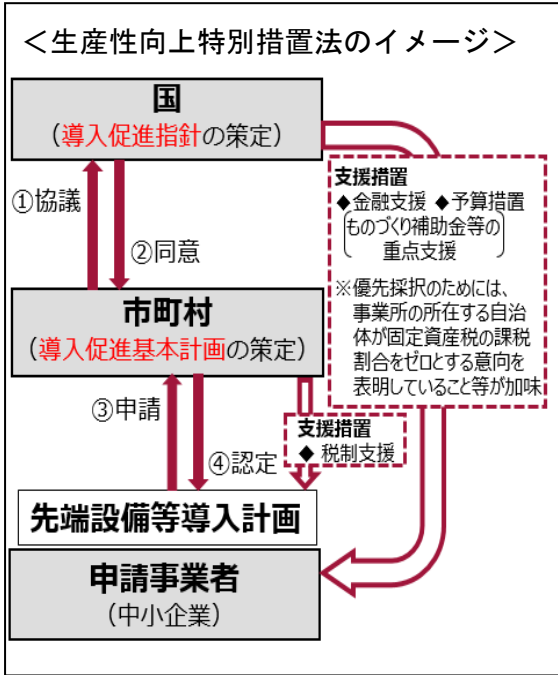 ＜生産性向上特別措置法のイメージ＞
国
（導入促進指針の策定）
①協議
②同意
支援措置
◆金融支援 ◆予算措置
ものづくり補助金等の
重点支援
※優先採択のためには、
事業所の所在する自治
体が固定資産税の課税
割合をゼロとする意向を
表明していること等が加味
市町村
（導入促進基本計画の策定）
③申請
④認定
支援措置
◆ 税制支援
先端設備等導入計画
申請事業者
（中小企業）